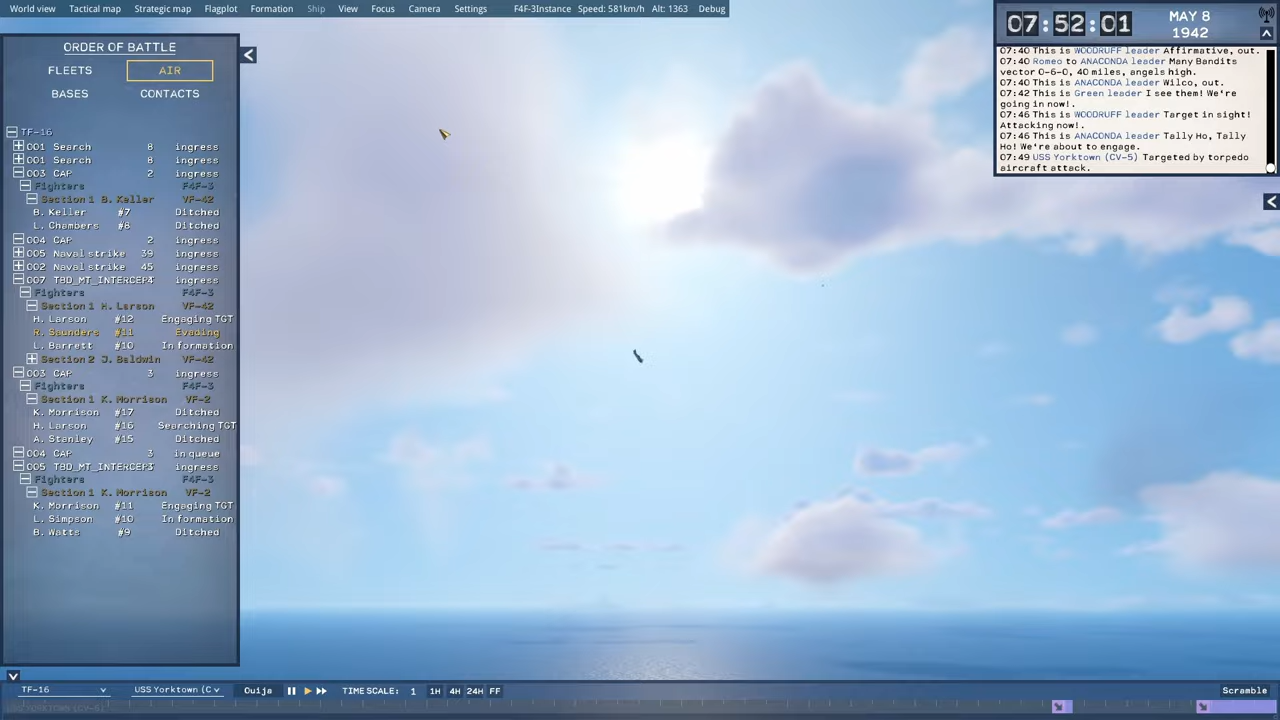 World view Tactical map Strategic map Flagplot Formation Ship View Focus Camera Settings F4F-3Instance Speed: 581km/h Alt: 1363 Debug
07:52:01
MAY 8
1942
07:40 This is WOODRUFF leader Affirmative, out.
07:40 Romeo to ANACONDA leader Many Bandits
vector 0-6-0, 40 miles, angels high.
07:40 This is ANACONDA leader Wilco, out.
07:42 This is Green leader I see them! We're
going in now!.
07:46 This is WOODRUFF leader Target in sight!
Attacking now!.
07:46 This is ANACONDA leader Tally Ho, Tally
Ho! We're about to engage.
07:49 USS Yorktown (CV-5) Targeted by torpedo
aircraft attack.
ORDER OF BATTLE
FLEETS AIR
BASES CONTACTS
TF-16
001 Search 8 ingress
001 Search 8 ingress
003 CAP 2 ingress
Fighters F4F-3
Section 1 B. Keller VF-42
B. Keller #7 Ditched
L. Chambers #8 Ditched
004 CAP 2 ingress
005 Naval strike 39 ingress
002 Naval strike 45 ingress
007 TBD_MT_INTERCEP4 ingress
Fighters F4F-3
Section 1 H. Larson VF-42
H. Larson #12 Engaging TGT
R. Saunders #11 Evading
L. Barrett #10 In formation
Section 2 J. Baldwin VF-42
003 CAP 3 ingress
Fighters F4F-3
Section 1 K. Morrison VF-2
K. Morrison #17 Ditched
H. Larson #16 Searching TGT
A. Stanley #15 Ditched
004 CAP 3 in queue
005 TBD_MT_INTERCEP3 ingress
Fighters F4F-3
Section 1 K. Morrison VF-2
K. Morrison #11 Engaging TGT
L. Simpson #10 In formation
B. Watts #9 Ditched
TF-16 USS Yorktown (C Ouija TIME SCALE: 1 1H 4H 24H FF Scramble